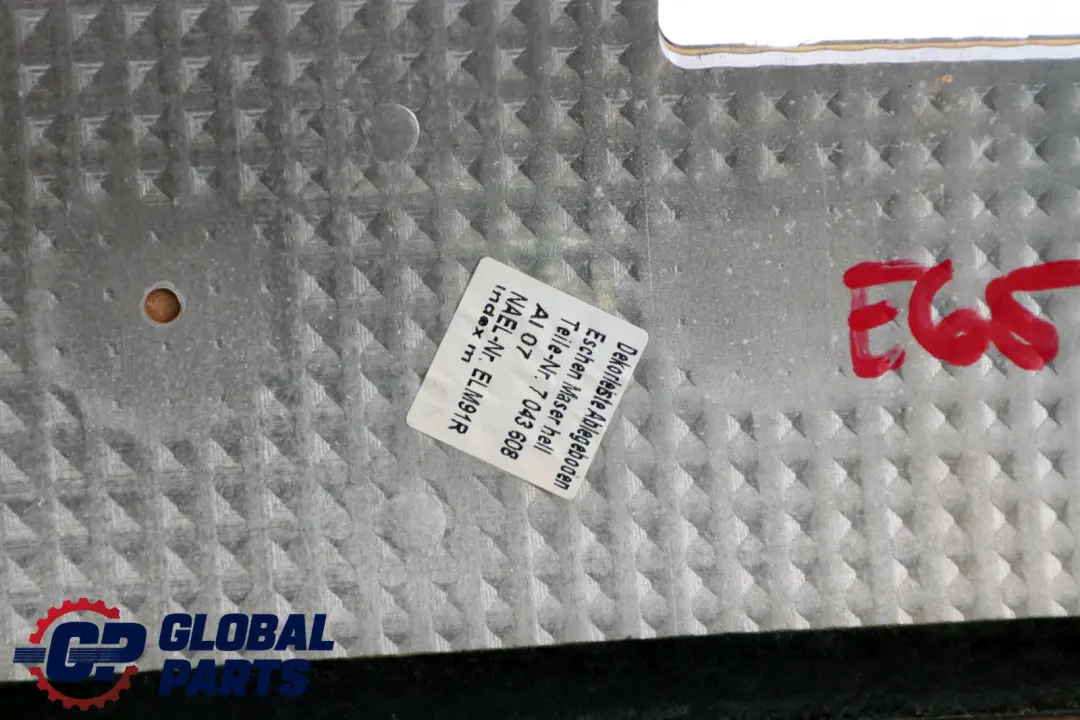 Dekorleiste Ablegeboden
Eschen Maser hell
Teile-Nr. 7 043 608
AI 07
NAEL-Nr. ELM91R
Index m
E65
GP GLOBAL
PARTS